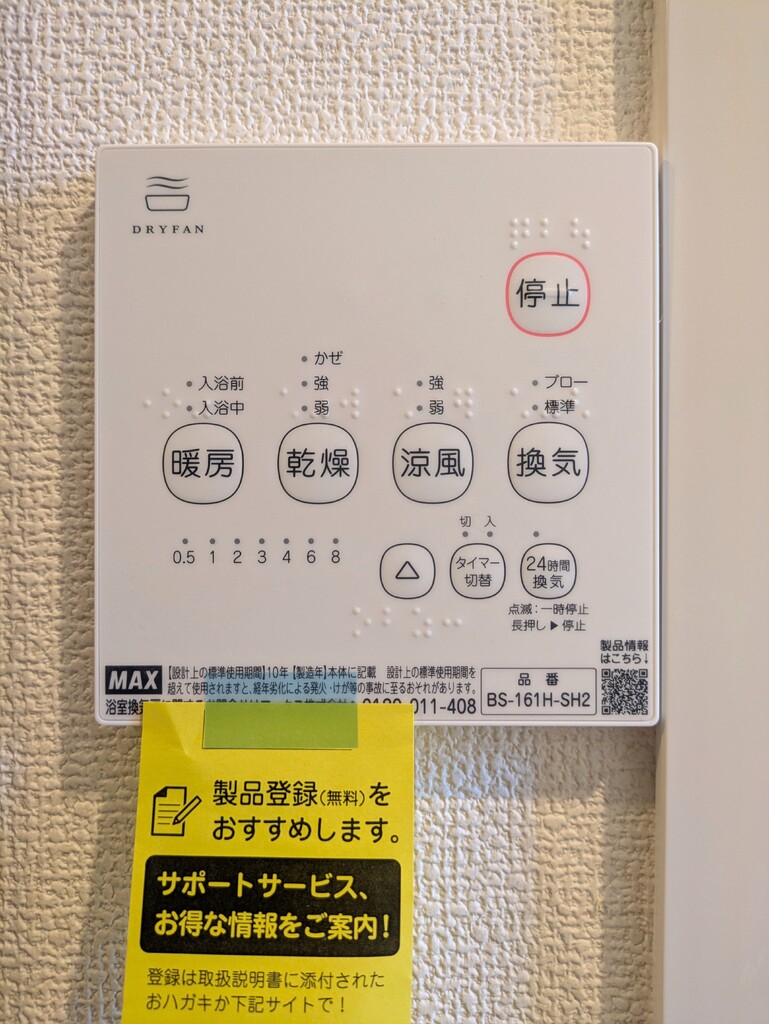 DRYFAN
停止
かぜ
入浴前 強 強 ブロー
入浴中 弱 弱 標準
暖房 乾燥 涼風 換気
切 入
0.5 1 2 3 4 6 8
△ タイマー切替 24時間換気
点滅:一時停止
長押し▶停止
製品情報
はこちら↓
MAX
【設計上の標準使用期間】10年【製造年】本体に記載 設計上の標準使用期間を
超えて使用されますと、経年劣化による発火・けが等の事故に至るおそれがあります。
浴室換気
0120-011-408
品番
BS-161H-SH2
製品登録(無料)を
おすすめします。
サポートサービス、
お得な情報をご案内!
登録は取扱説明書に添付された
おハガキか下記サイトで!